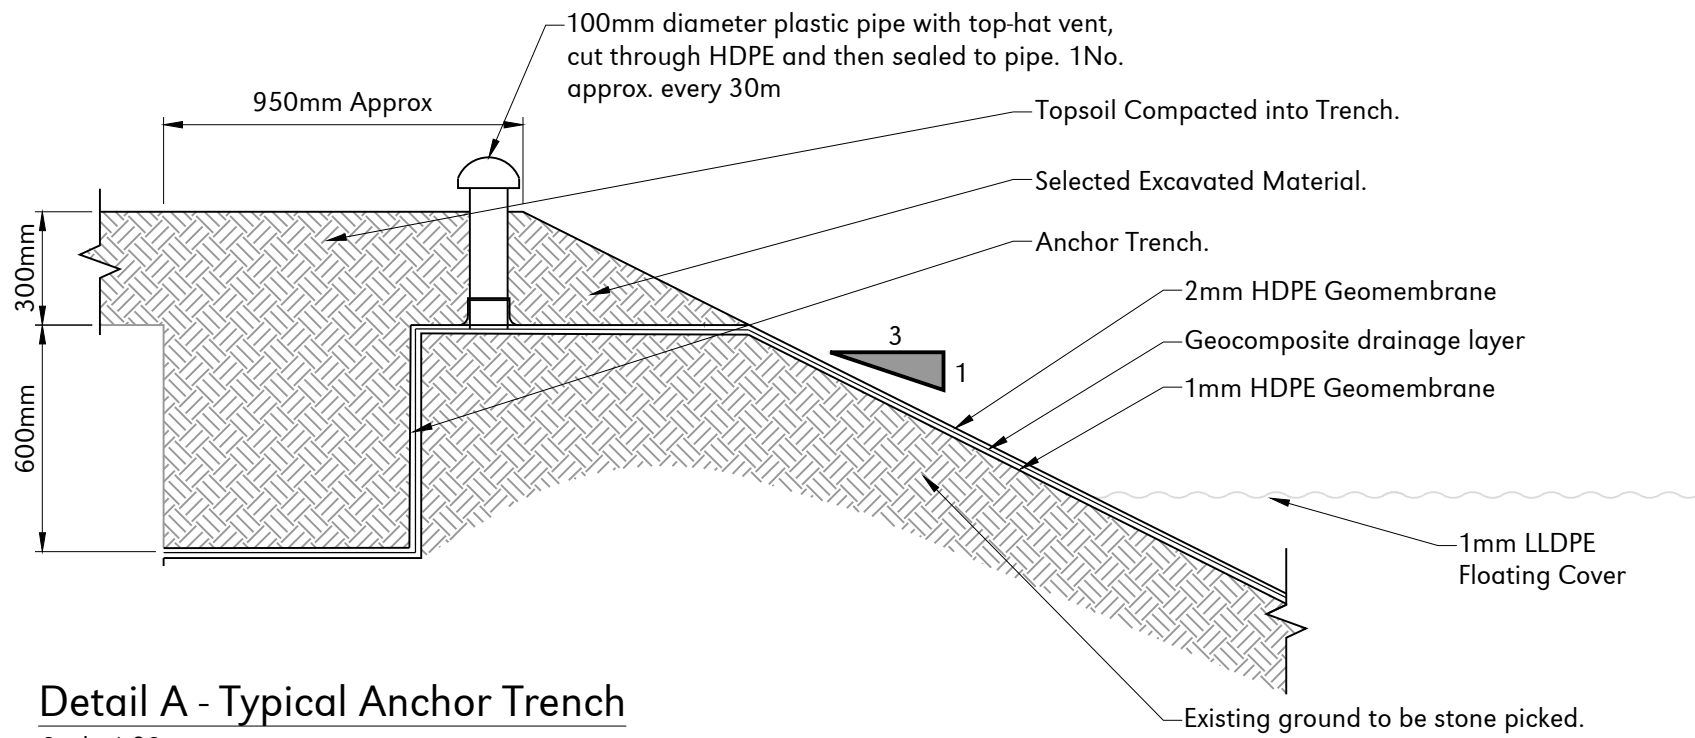 100mm diameter plastic pipe with top-hat vent,
cut through HDPE and then sealed to pipe. 1No.
approx. every 30m
950mm Approx
Topsoil Compacted into Trench.
Selected Excavated Material.
Anchor Trench.
300mm
2mm HDPE Geomembrane
3
Geocomposite drainage layer
1
1mm HDPE Geomembrane
600mm
1mm LLDPE
Floating Cover
Detail A - Typical Anchor Trench
Existing ground to be stone picked.